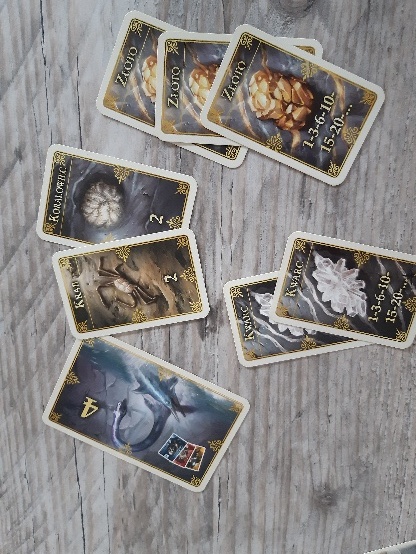 ZŁOTO
ZŁOTO
ZŁOTO
1-3-6-10-
15-20-...
KORALOWIEC
2
KRAB
2
KWARC
KWARC
1-3-6-10-
15-20-...
4